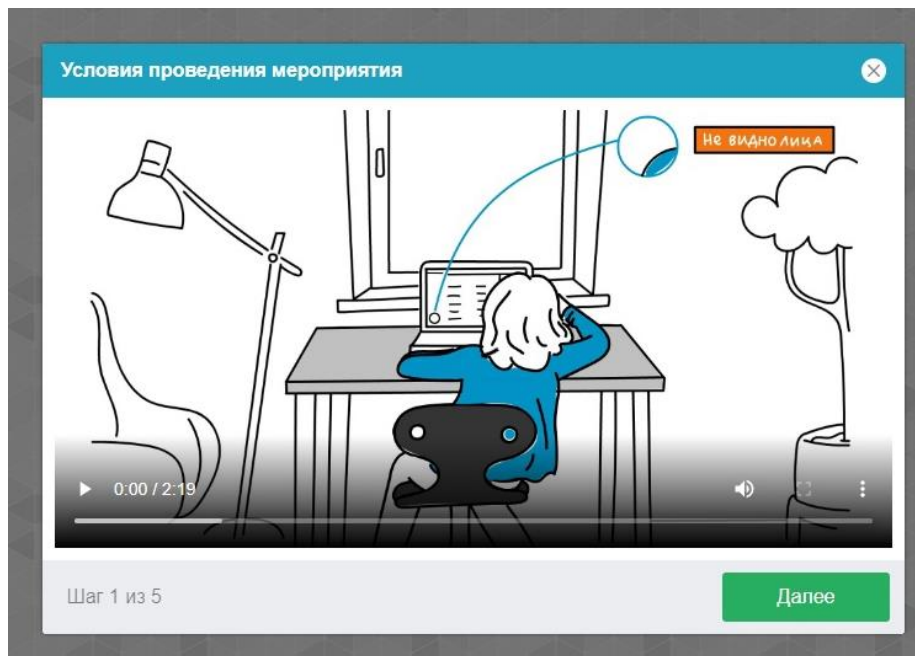 Условия проведения мероприятия
Не видно лица
0:00 / 2:19
Шаг 1 из 5
Далее